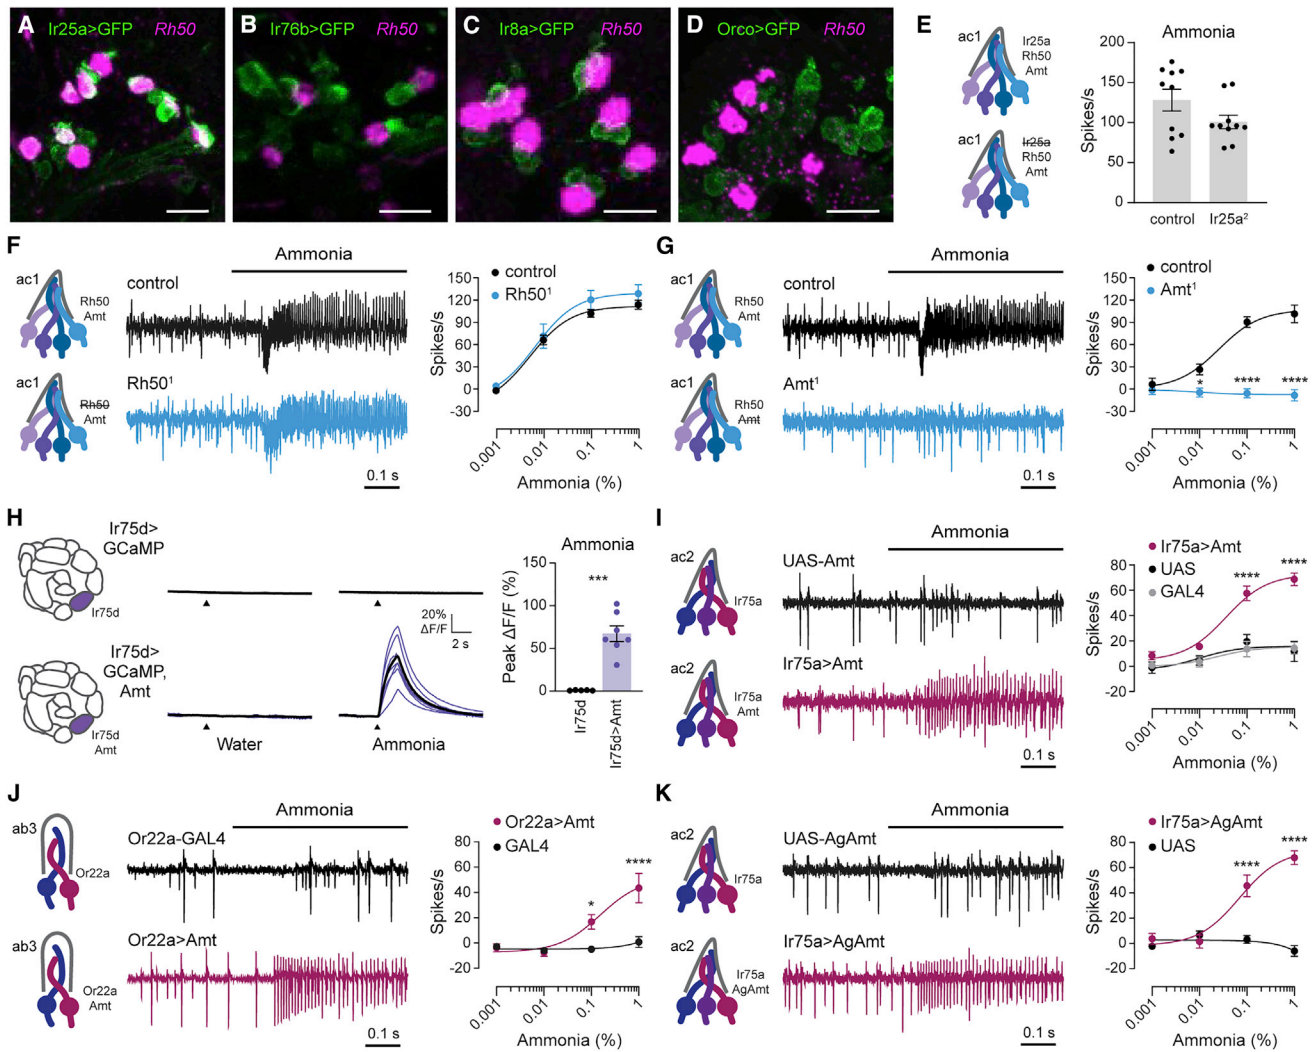 A Ir25a>GFP Rh50
B Ir76b>GFP Rh50
C Ir8a>GFP Rh50
D Orco>GFP Rh50
E
ac1
Ir25a
Rh50
Amt
ac1
Ir25a
Rh50
Amt
Ammonia
Spikes/s
200
150
100
50
0
control
Ir25a²
F
ac1
Rh50
Amt
ac1
Rh50
Amt
Ammonia
control
Rh50¹
0.1 s
control
Rh50¹
Spikes/s
150
120
90
60
30
0
-30
0.001
0.01
0.1
1
Ammonia (%)
G
ac1
Rh50
Amt
ac1
Rh50
Amt
Ammonia
control
Amt¹
0.1 s
control
Amt¹
Spikes/s
150
120
90
60
30
0
-30
*
****
****
0.001
0.01
0.1
1
Ammonia (%)
H
Ir75d>
GCaMP
Ir75d
Ir75d>
GCaMP,
Amt
Ir75d
Amt
20%
ΔF/F
2 s
Water
Ammonia
Ammonia
Peak ΔF/F (%)
150
100
50
0
***
Ir75d
Ir75d>Amt
I
ac2
Ir75a
ac2
Ir75a
Amt
Ammonia
UAS-Amt
Ir75a>Amt
0.1 s
Ir75a>Amt
UAS
GAL4
Spikes/s
80
60
40
20
0
-20
****
****
0.001
0.01
0.1
1
Ammonia (%)
J
ab3
Or22a
ab3
Or22a
Amt
Ammonia
Or22a-GAL4
Or22a>Amt
0.1 s
Or22a>Amt
GAL4
Spikes/s
80
60
40
20
0
-20
*
****
0.001
0.01
0.1
1
Ammonia (%)
K
ac2
Ir75a
ac2
Ir75a
AgAmt
Ammonia
UAS-AgAmt
Ir75a>AgAmt
0.1 s
Ir75a>AgAmt
UAS
Spikes/s
80
60
40
20
0
-20
****
****
0.001
0.01
0.1
1
Ammonia (%)